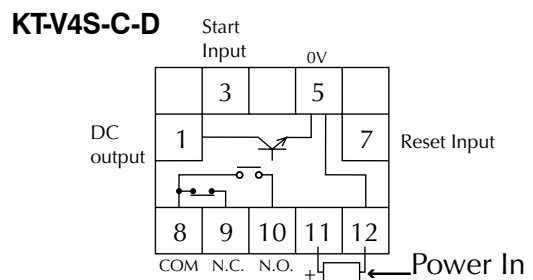 KT-V4S-C-D
Start
Input
0V
3
5
DC
output
1
7
Reset Input
8
9
10
11
12
COM
N.C.
N.O.
+
Power In